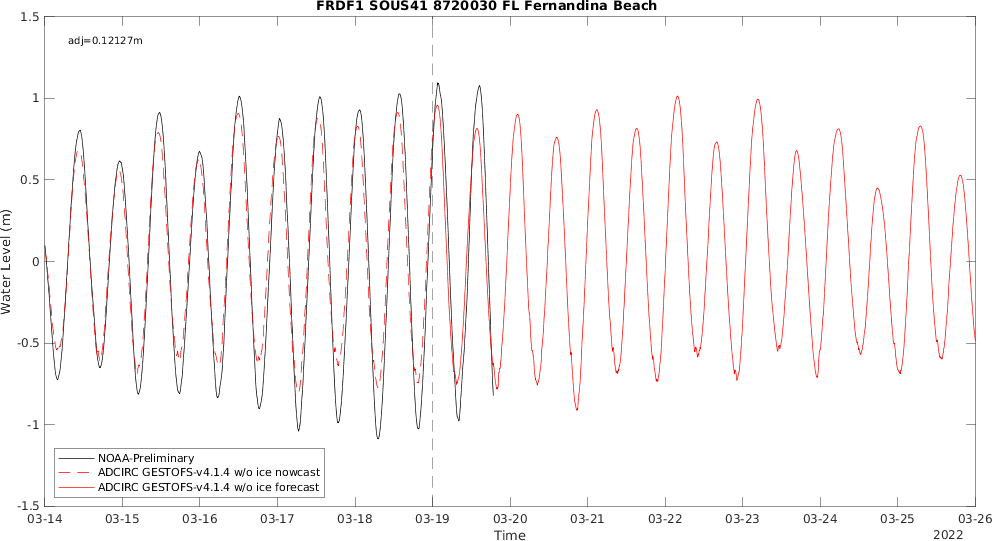 FRDF1 SOUS41 8720030 FL Fernandina Beach
adj=0.12127m
1.5
1
0.5
0
-0.5
-1
-1.5
Water Level (m)
NOAA-Preliminary
ADCIRC GESTOFS-v4.1.4 w/o ice nowcast
ADCIRC GESTOFS-v4.1.4 w/o ice forecast
03-14 03-15 03-16 03-17 03-18 03-19 03-20 03-21 03-22 03-23 03-24 03-25 03-26
Time
2022